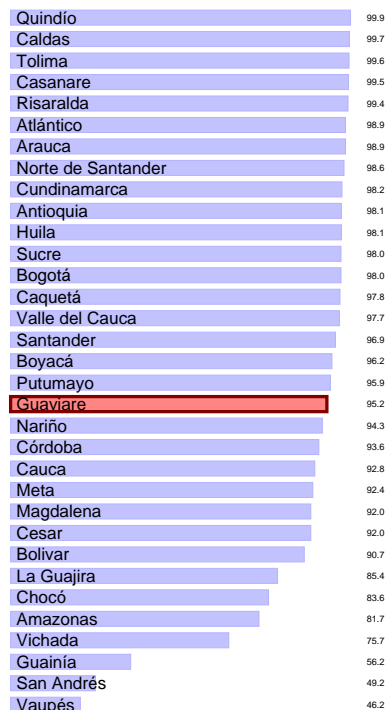 Quindío 99.9
Caldas 99.7
Tolima 99.6
Casanare 99.5
Risaralda 99.4
Atlántico 98.9
Arauca 98.9
Norte de Santander 98.6
Cundinamarca 98.2
Antioquia 98.1
Huila 98.1
Sucre 98.0
Bogotá 98.0
Caquetá 97.8
Valle del Cauca 97.7
Santander 96.9
Boyacá 96.2
Putumayo 95.9
Guaviare 95.2
Nariño 94.3
Córdoba 93.6
Cauca 92.8
Meta 92.4
Magdalena 92.0
Cesar 92.0
Bolivar 90.7
La Guajira 85.4
Chocó 83.6
Amazonas 81.7
Vichada 75.7
Guainía 56.2
San Andrés 49.2
Vaupés 46.2